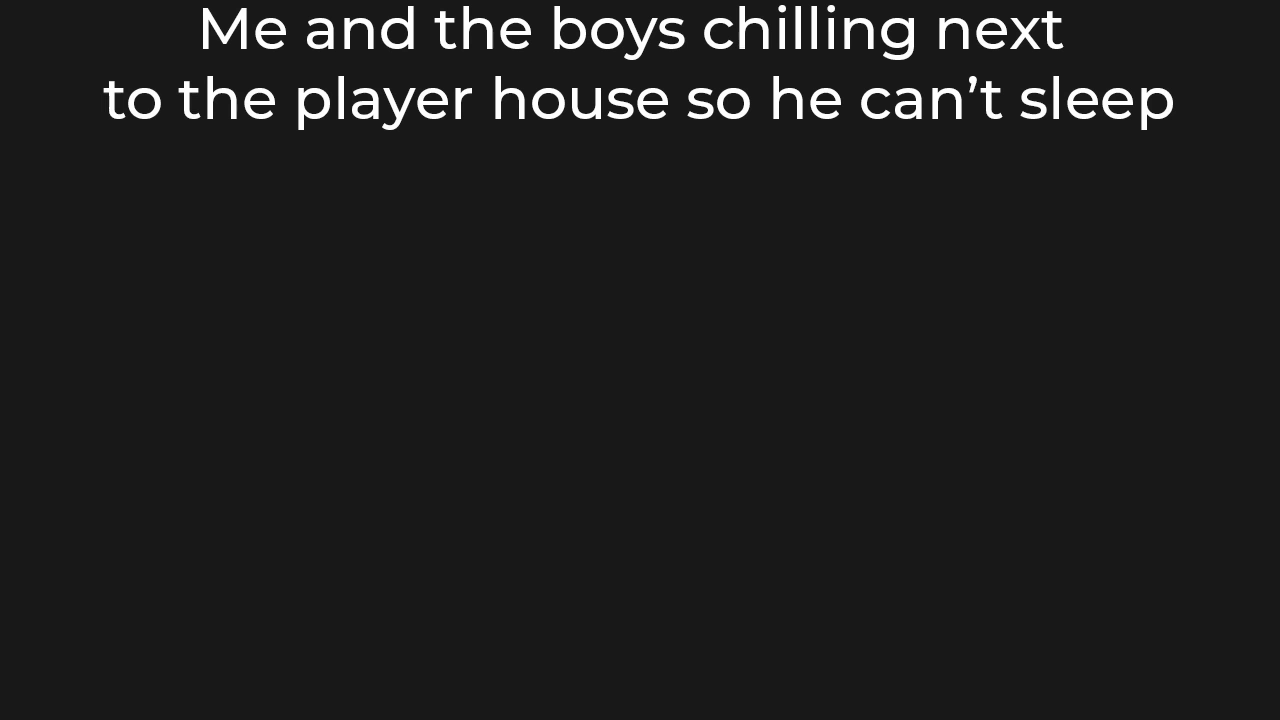 Me and the boys chilling next
to the player house so he can’t sleep